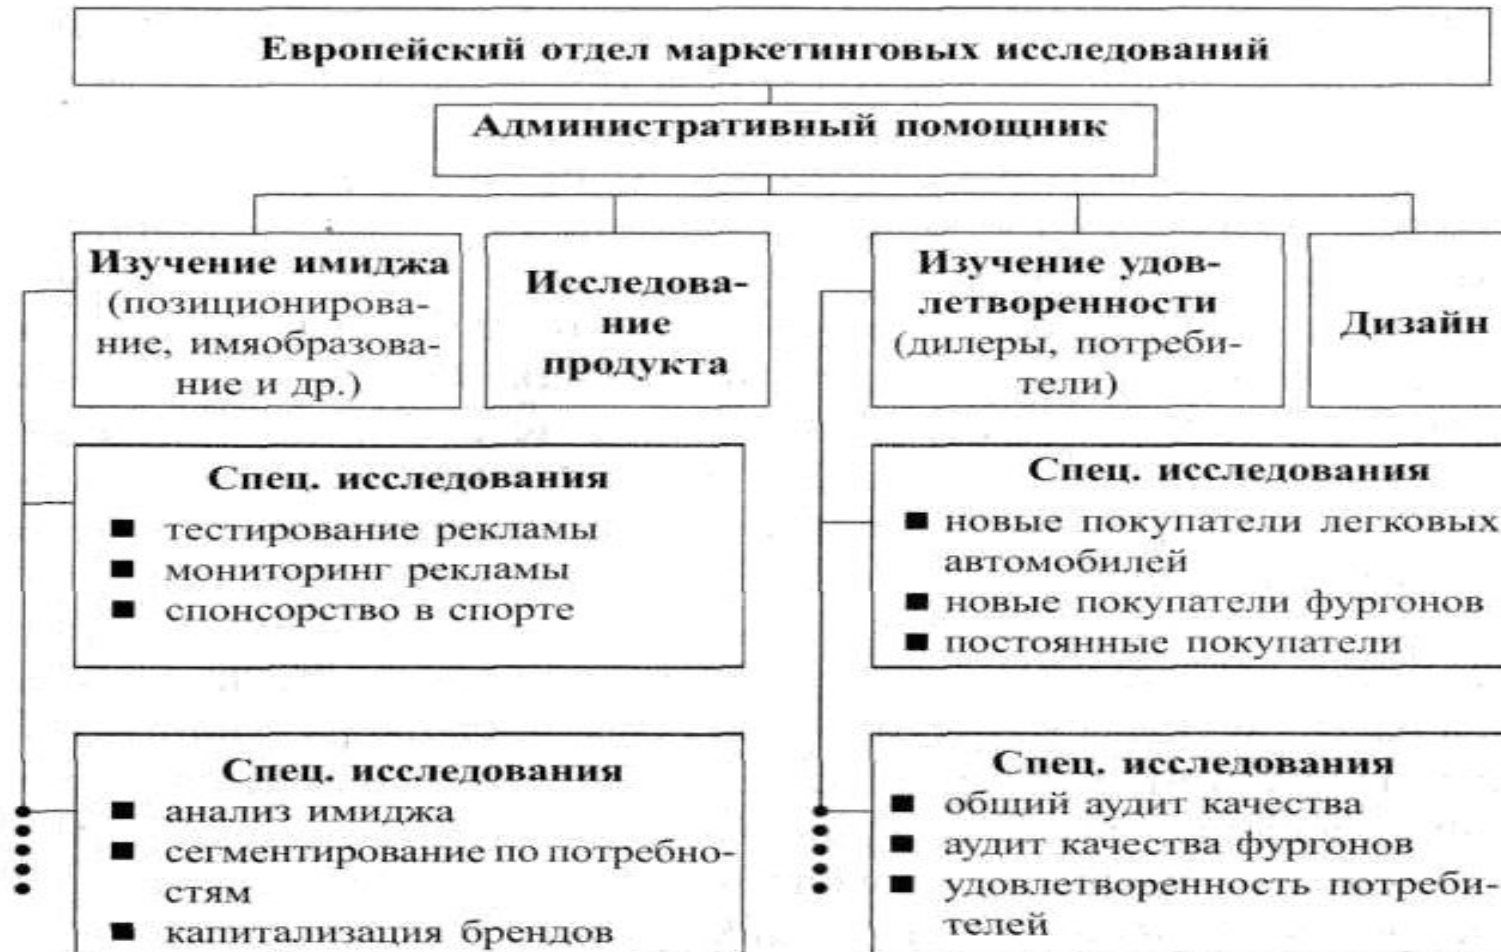 Европейский отдел маркетинговых исследований
Административный помощник
Изучение имиджа
(позиционирова-
ние, имяобразова-
ние и др.)
Исследова-
ние
продукта
Изучение удов-
летворенности
(дилеры, потреби-
тели)
Дизайн
Спец. исследования
■ тестирование рекламы
■ мониторинг рекламы
■ спонсорство в спорте
Спец. исследования
■ новые покупатели легковых
автомобилей
■ новые покупатели фургонов
■ постоянные покупатели
Спец. исследования
■ анализ имиджа
■ сегментирование по потребно-
стям
■ капитализация брендов
Спец. исследования
■ общий аудит качества
■ аудит качества фургонов
■ удовлетворенность потреби-
телей